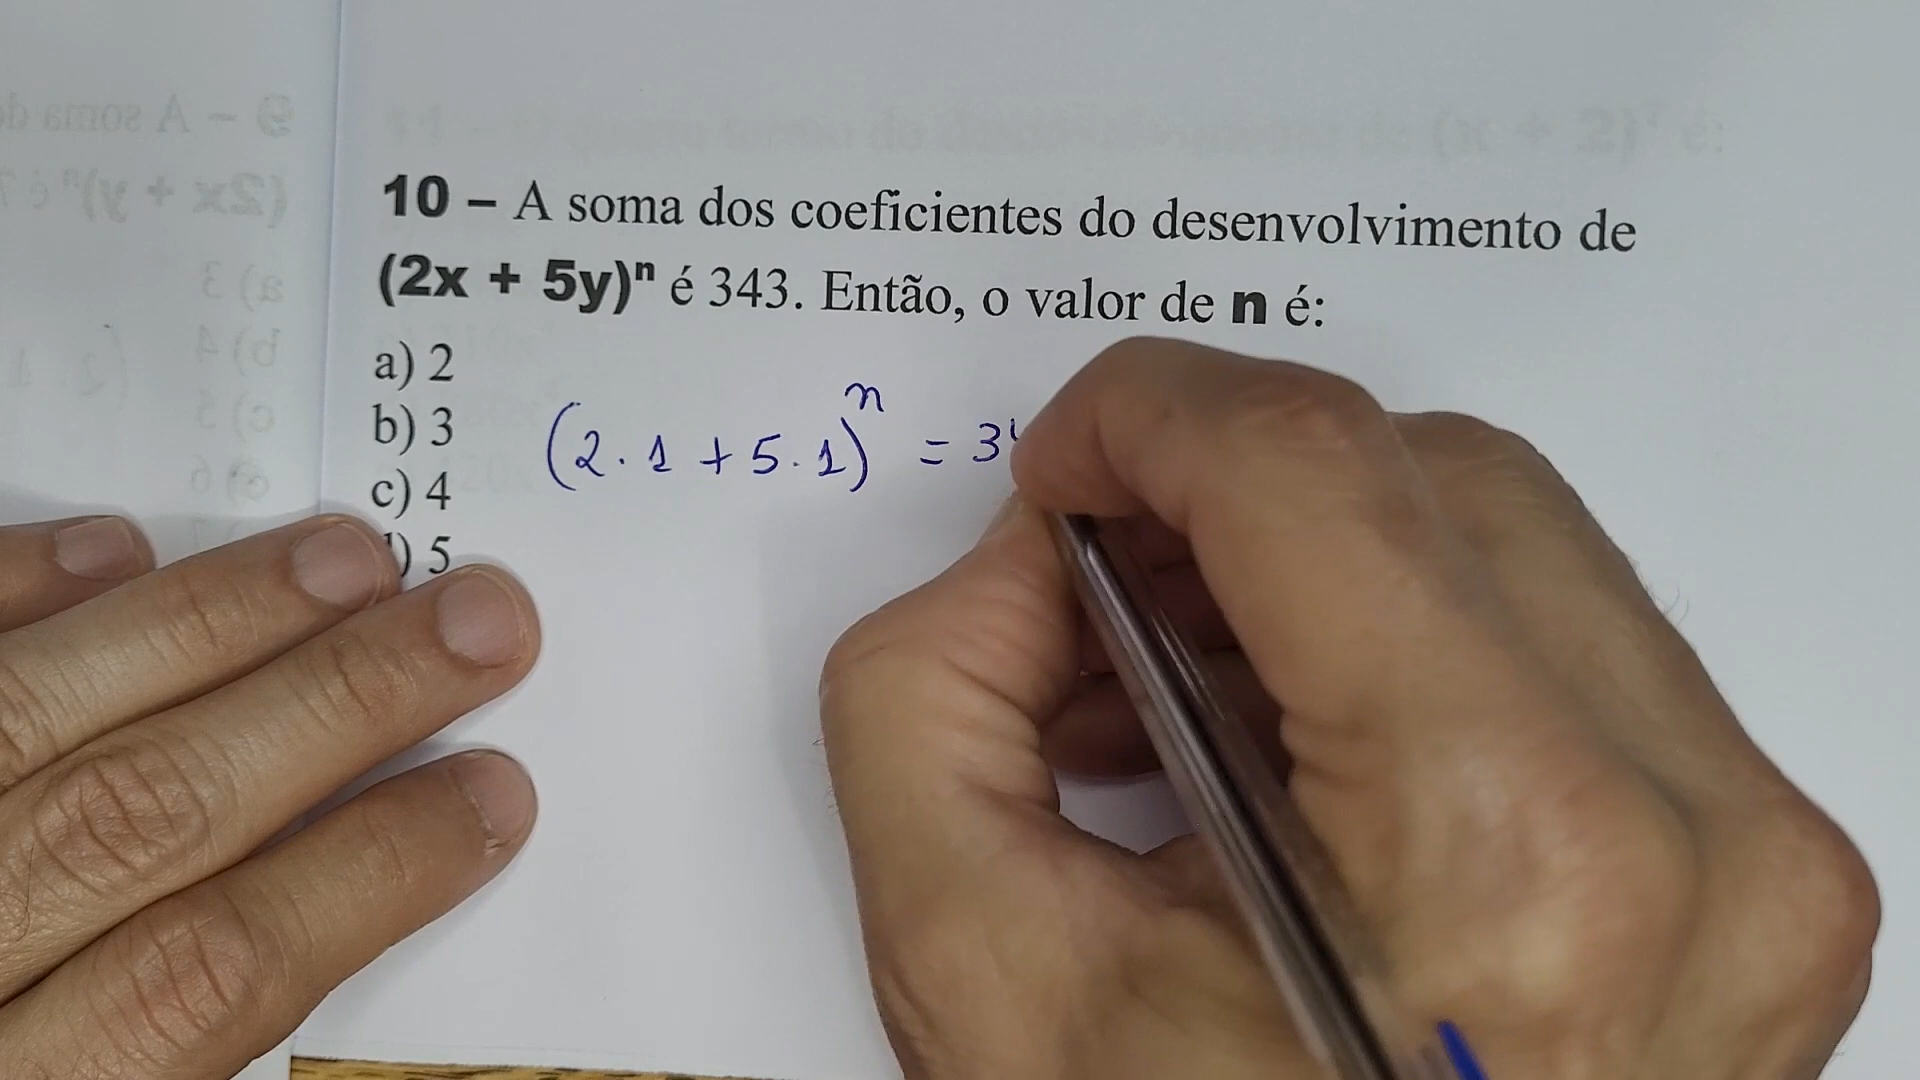 10 – A soma dos coeficientes do desenvolvimento de
(2x + 5y)ⁿ é 343. Então, o valor de n é:
a) 2
b) 3
c) 4
) 5
(2 . 1 + 5 . 1)ⁿ = 3